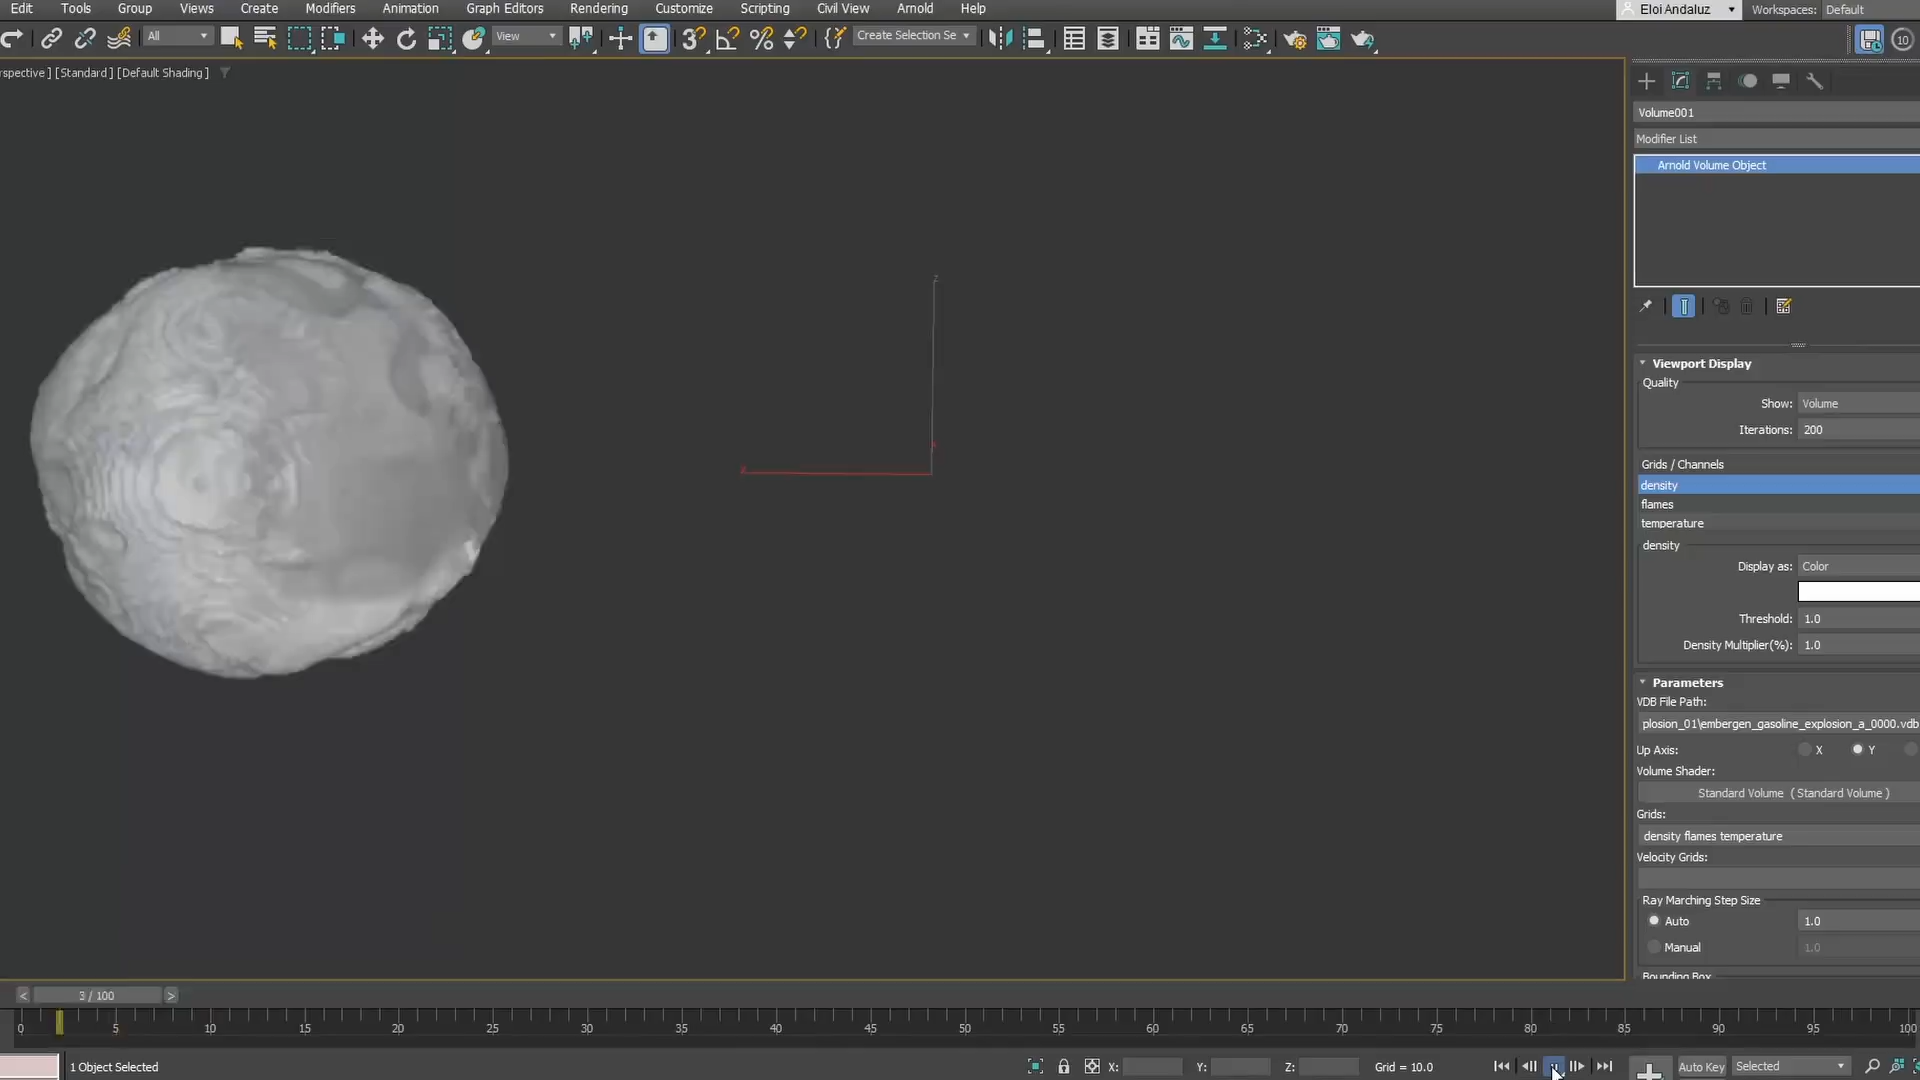 Edit Tools Group Views Create Modifiers Animation Graph Editors Rendering Customize Scripting Civil View Arnold Help Eloi Andaluz Workspaces: Default
All View Create Selection Se 10
rspective ] [Standard ] [Default Shading ]
Volume001
Modifier List
Arnold Volume Object
Viewport Display
Quality
Show: Volume
Iterations: 200
Grids / Channels
density
flames
temperature
density
Display as: Color
Threshold: 1.0
Density Multiplier(%): 1.0
Parameters
VDB File Path:
plosion_01\embergen_gasoline_explosion_a_0000.vdb
Up Axis: X Y
Volume Shader:
Standard Volume ( Standard Volume )
Grids:
density flames temperature
Velocity Grids:
Ray Marching Step Size
Auto 1.0
Manual 1.0
Bounding Box
< 3 / 100 >
0 5 10 15 20 25 30 35 40 45 50 55 60 65 70 75 80 85 90 95 100
1 Object Selected X: Y: Z: Grid = 10.0 Auto Key Selected